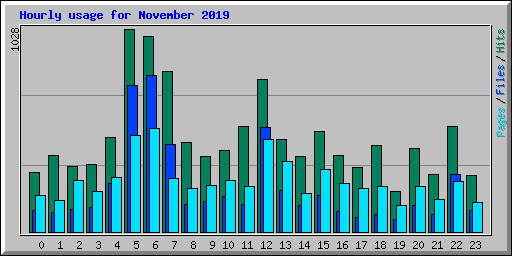 Hourly usage for November 2019
1028
Pages/Files/Hits
0 1 2 3 4 5 6 7 8 9 10 11 12 13 14 15 16 17 18 19 20 21 22 23